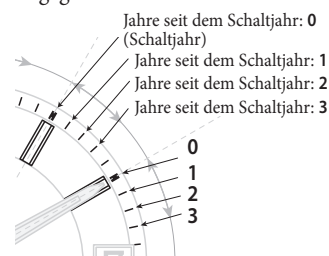 Jahre seit dem Schaltjahr: 0
(Schaltjahr)
Jahre seit dem Schaltjahr: 1
Jahre seit dem Schaltjahr: 2
Jahre seit dem Schaltjahr: 3
0
1
2
3